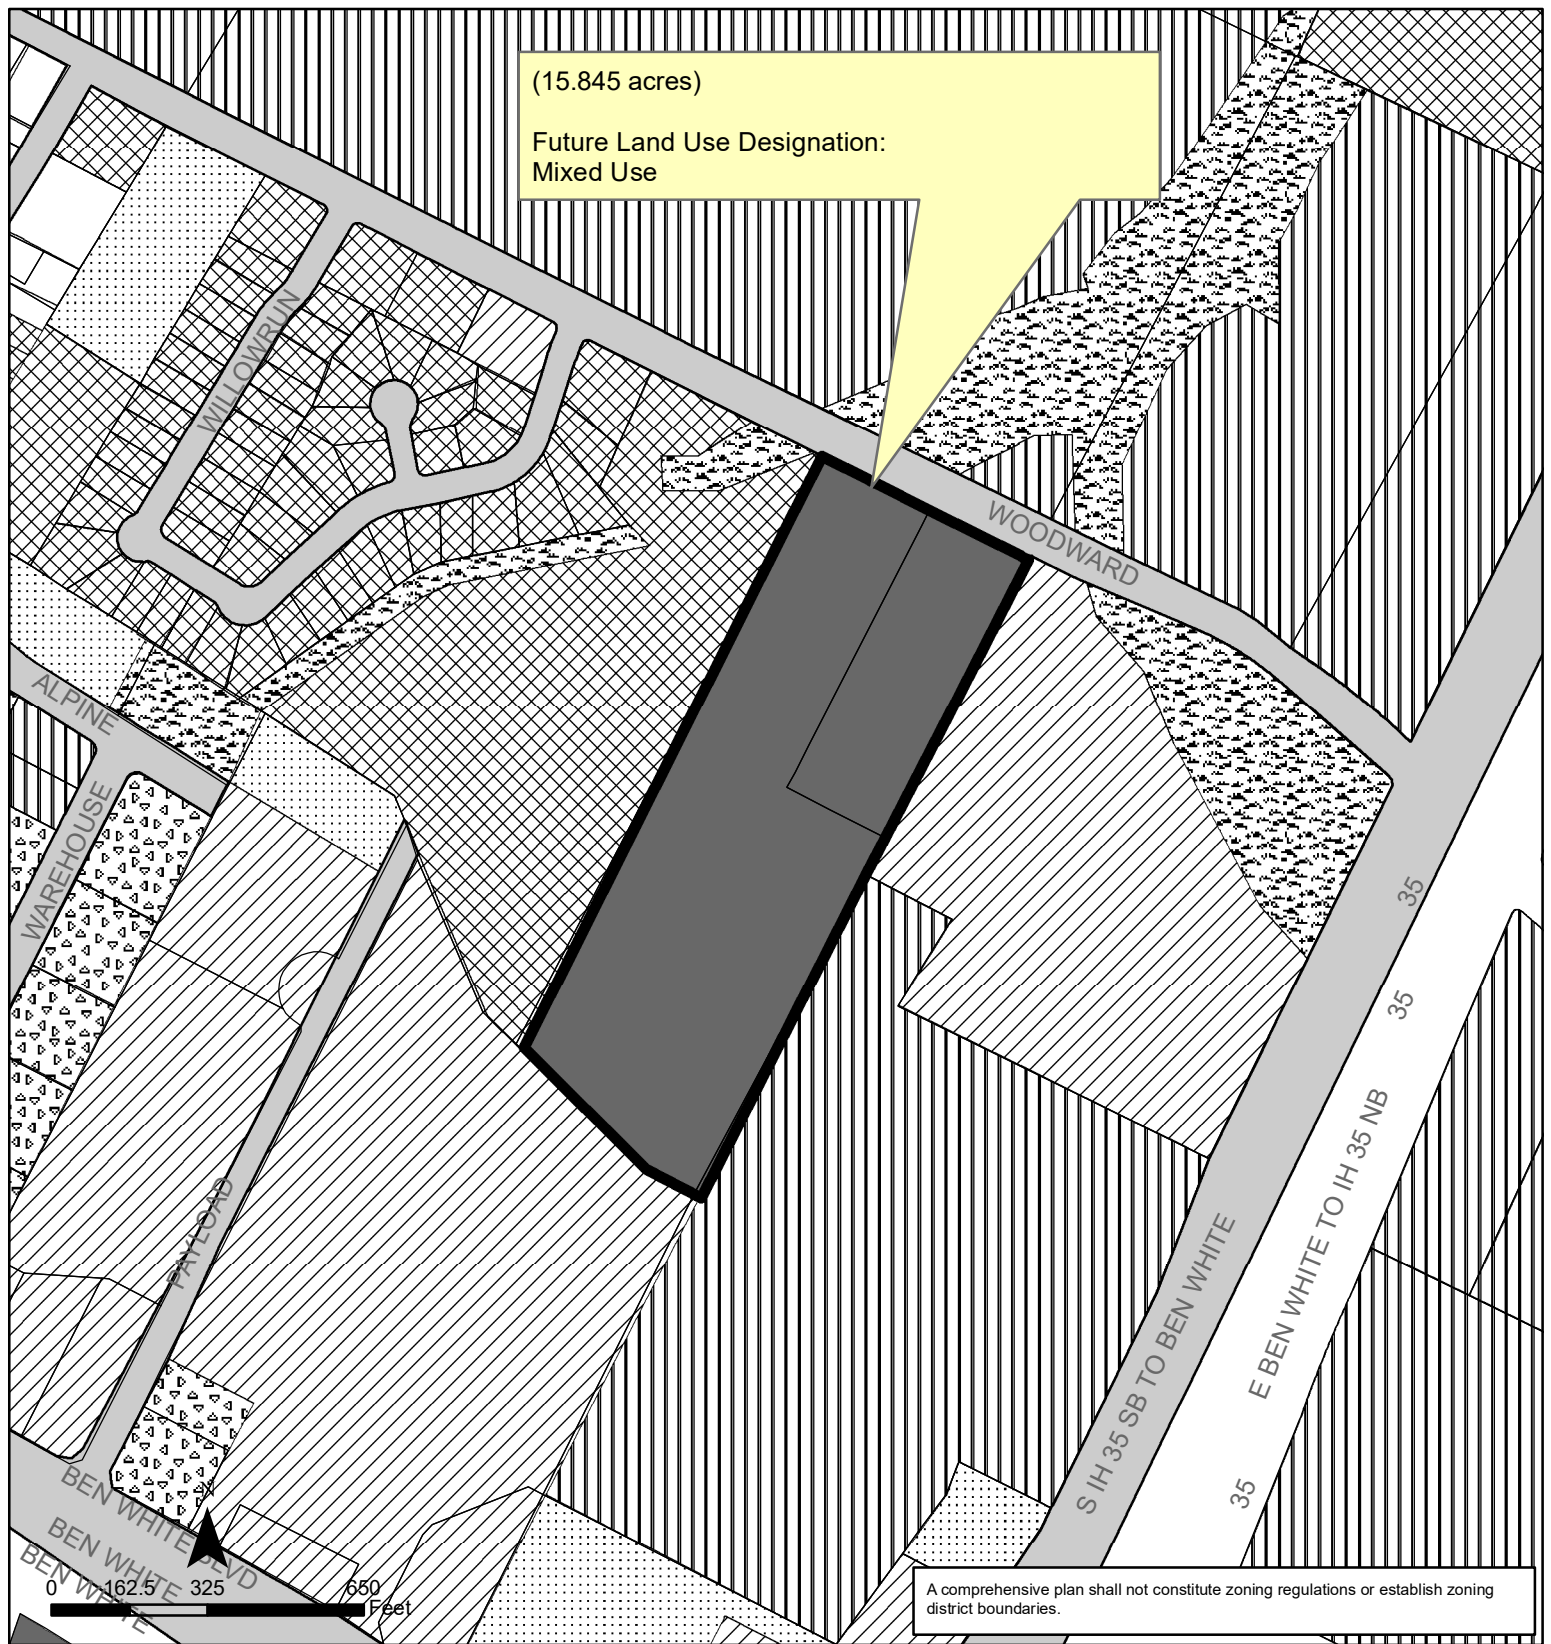 (15.845 acres)
Future Land Use Designation:
Mixed Use
WILLOWRUN
WOODWARD
ALPINE
WAREHOUSE
35
35
E BEN WHITE TO IH 35 NB
PAYLOAD
S IH 35 SB TO BEN WHITE
35
BEN WHITE BLVD
BEN WHITE
BEN WHITE
N
0 162.5 325 650
Feet
A comprehensive plan shall not constitute zoning regulations or establish zoning
district boundaries.